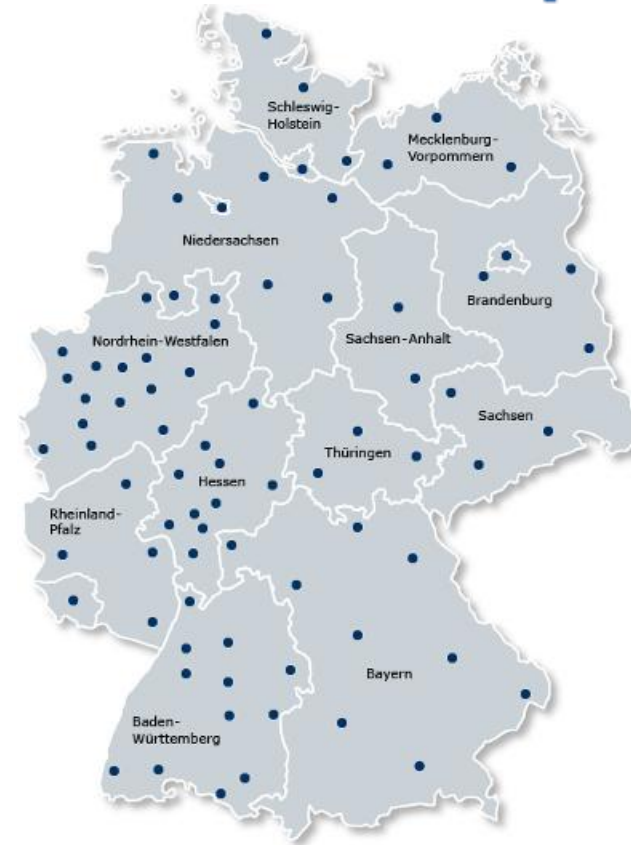 Schleswig-
Holstein
Mecklenburg-
Vorpommern
Niedersachsen
Brandenburg
Nordrhein-Westfalen
Sachsen-Anhalt
Sachsen
Thüringen
Hessen
Rheinland-
Pfalz
Bayern
Baden-
Württemberg